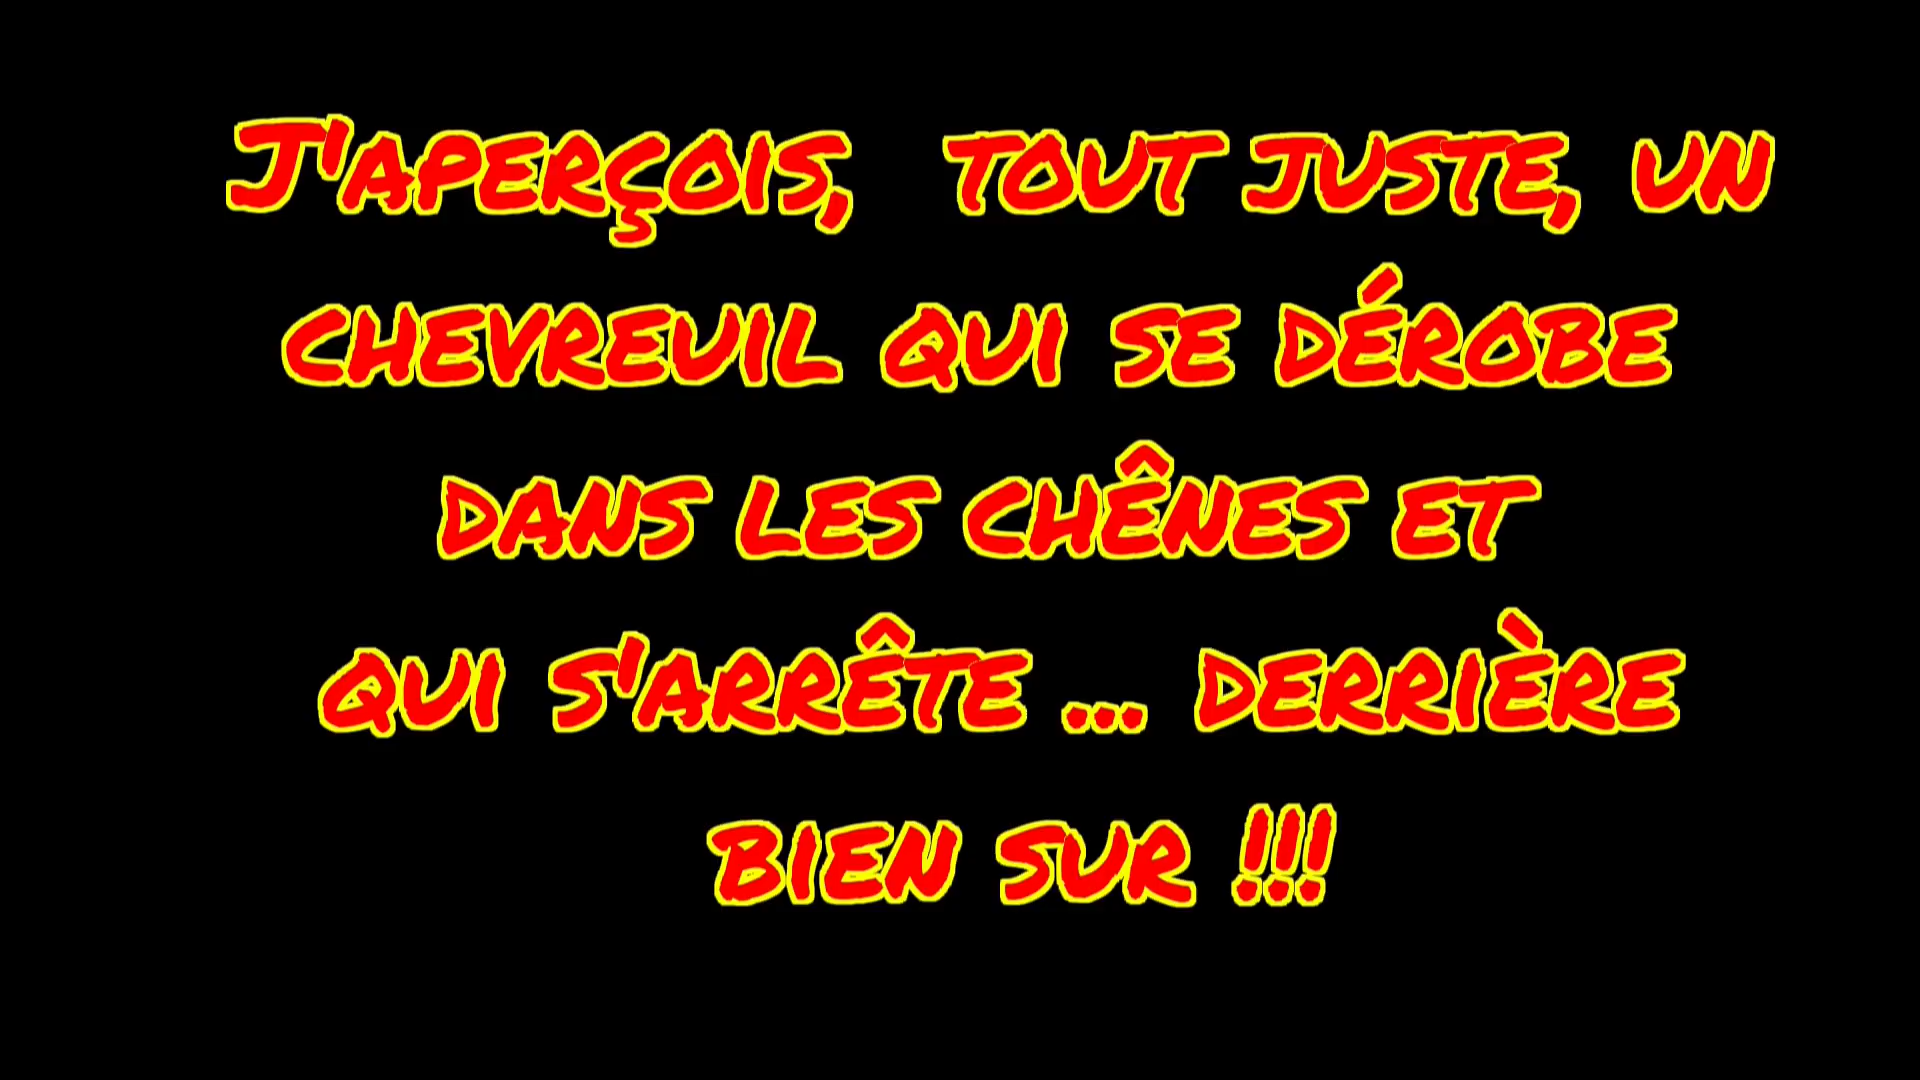 J'aperçois,  tout juste, un
chevreuil qui se dérobe
dans les chênes et
qui s'arrête ... derrière
bien sur !!!